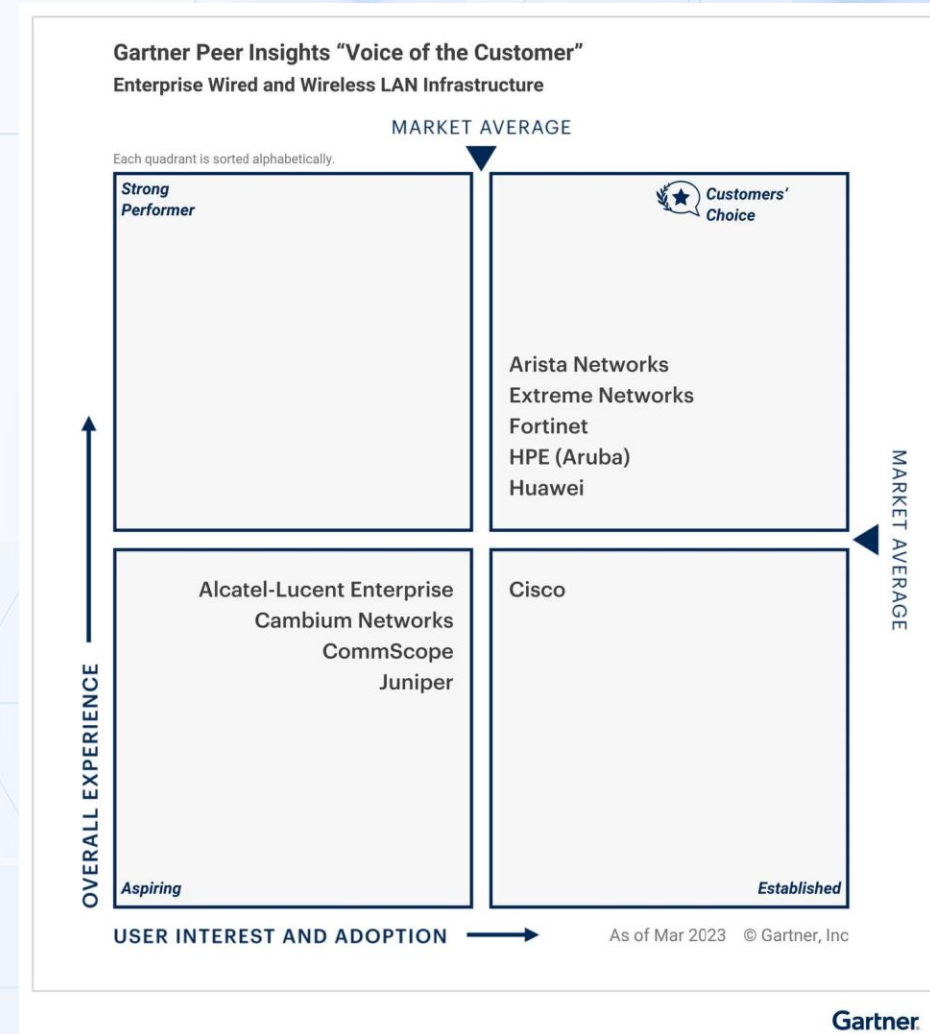 Gartner Peer Insights “Voice of the Customer”
Enterprise Wired and Wireless LAN Infrastructure
MARKET AVERAGE
Each quadrant is sorted alphabetically.
Strong
Performer
Customers’
Choice
Arista Networks
Extreme Networks
Fortinet
HPE (Aruba)
Huawei
MARKET AVERAGE
Alcatel-Lucent Enterprise
Cambium Networks
CommScope
Juniper
Cisco
OVERALL EXPERIENCE
Aspiring
Established
USER INTEREST AND ADOPTION
As of Mar 2023 © Gartner, Inc
Gartner